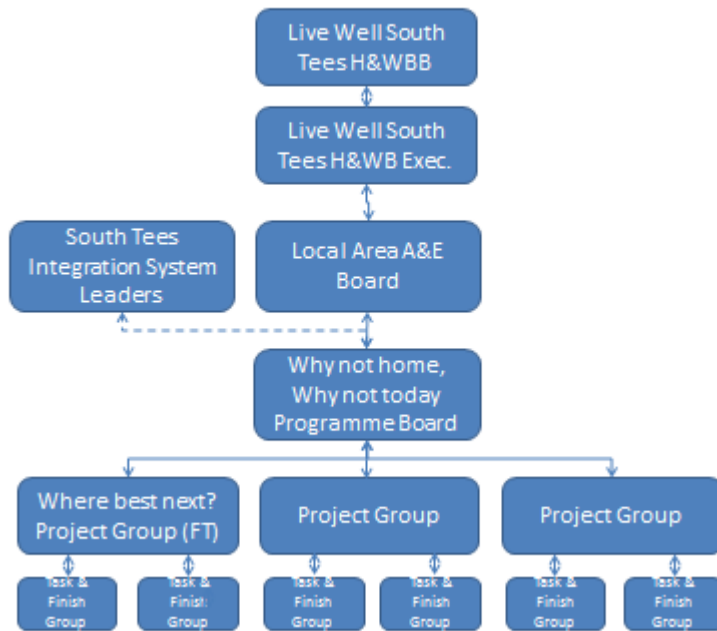 Live Well South
Tees H&WBB
Live Well South
Tees H&WB Exec.
South Tees
Integration System
Leaders
Local Area A&E
Board
Why not home,
Why not today
Programme Board
Where best next?
Project Group (FT)
Project Group
Project Group
Task &
Finish
Group
Task &
Finish
Group
Task &
Finish
Group
Task &
Finish
Group
Task &
Finish
Group
Task &
Finish
Group